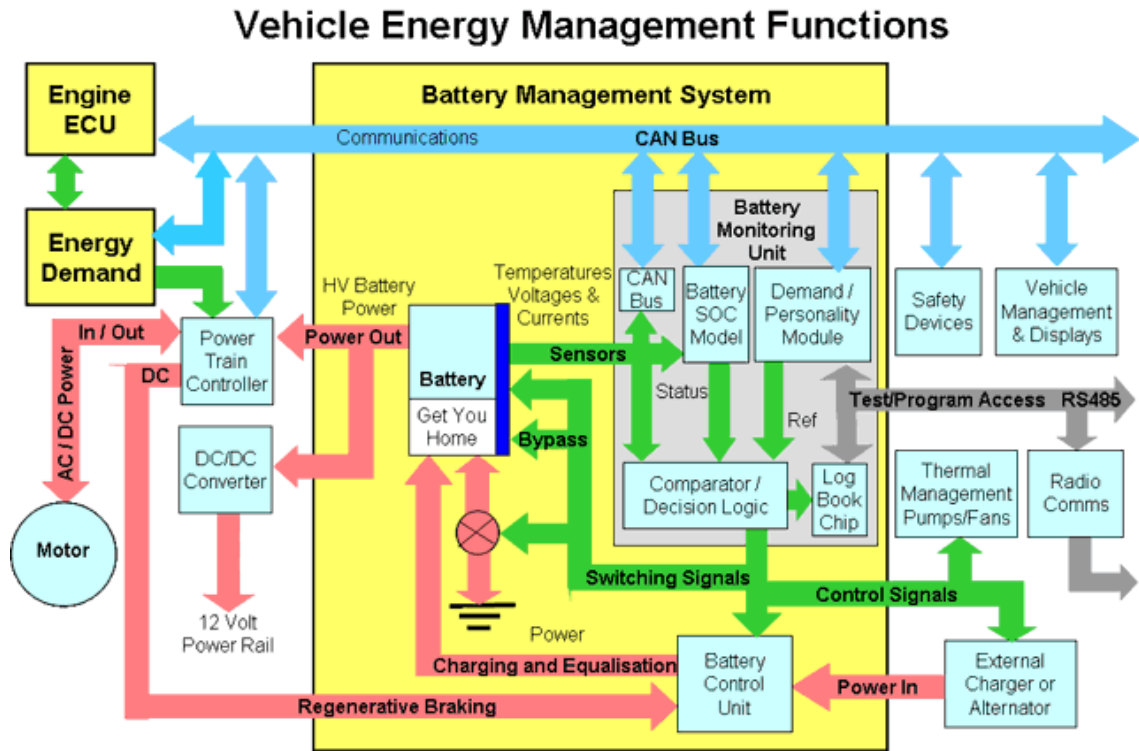 Vehicle Energy Management Functions
Engine
ECU
Battery Management System
Communications
CAN Bus
Energy
Demand
Battery
Monitoring
Unit
HV Battery
Power
Temperatures
Voltages &
Currents
CAN
Bus
Battery
SOC
Model
Demand /
Personality
Module
Safety
Devices
Vehicle
Management
& Displays
In / Out
Power
Train
Controller
Power Out
Sensors
DC
AC / DC Power
Battery
Get You
Home
Bypass
Status
Ref
Test/Program Access RS485
DC/DC
Converter
Comparator /
Decision Logic
Log
Book
Chip
Thermal
Management
Pumps/Fans
Radio
Comms
Motor
Switching Signals
Control Signals
12 Volt
Power Rail
Power
Charging and Equalisation
Battery
Control
Unit
Power In
External
Charger or
Alternator
Regenerative Braking